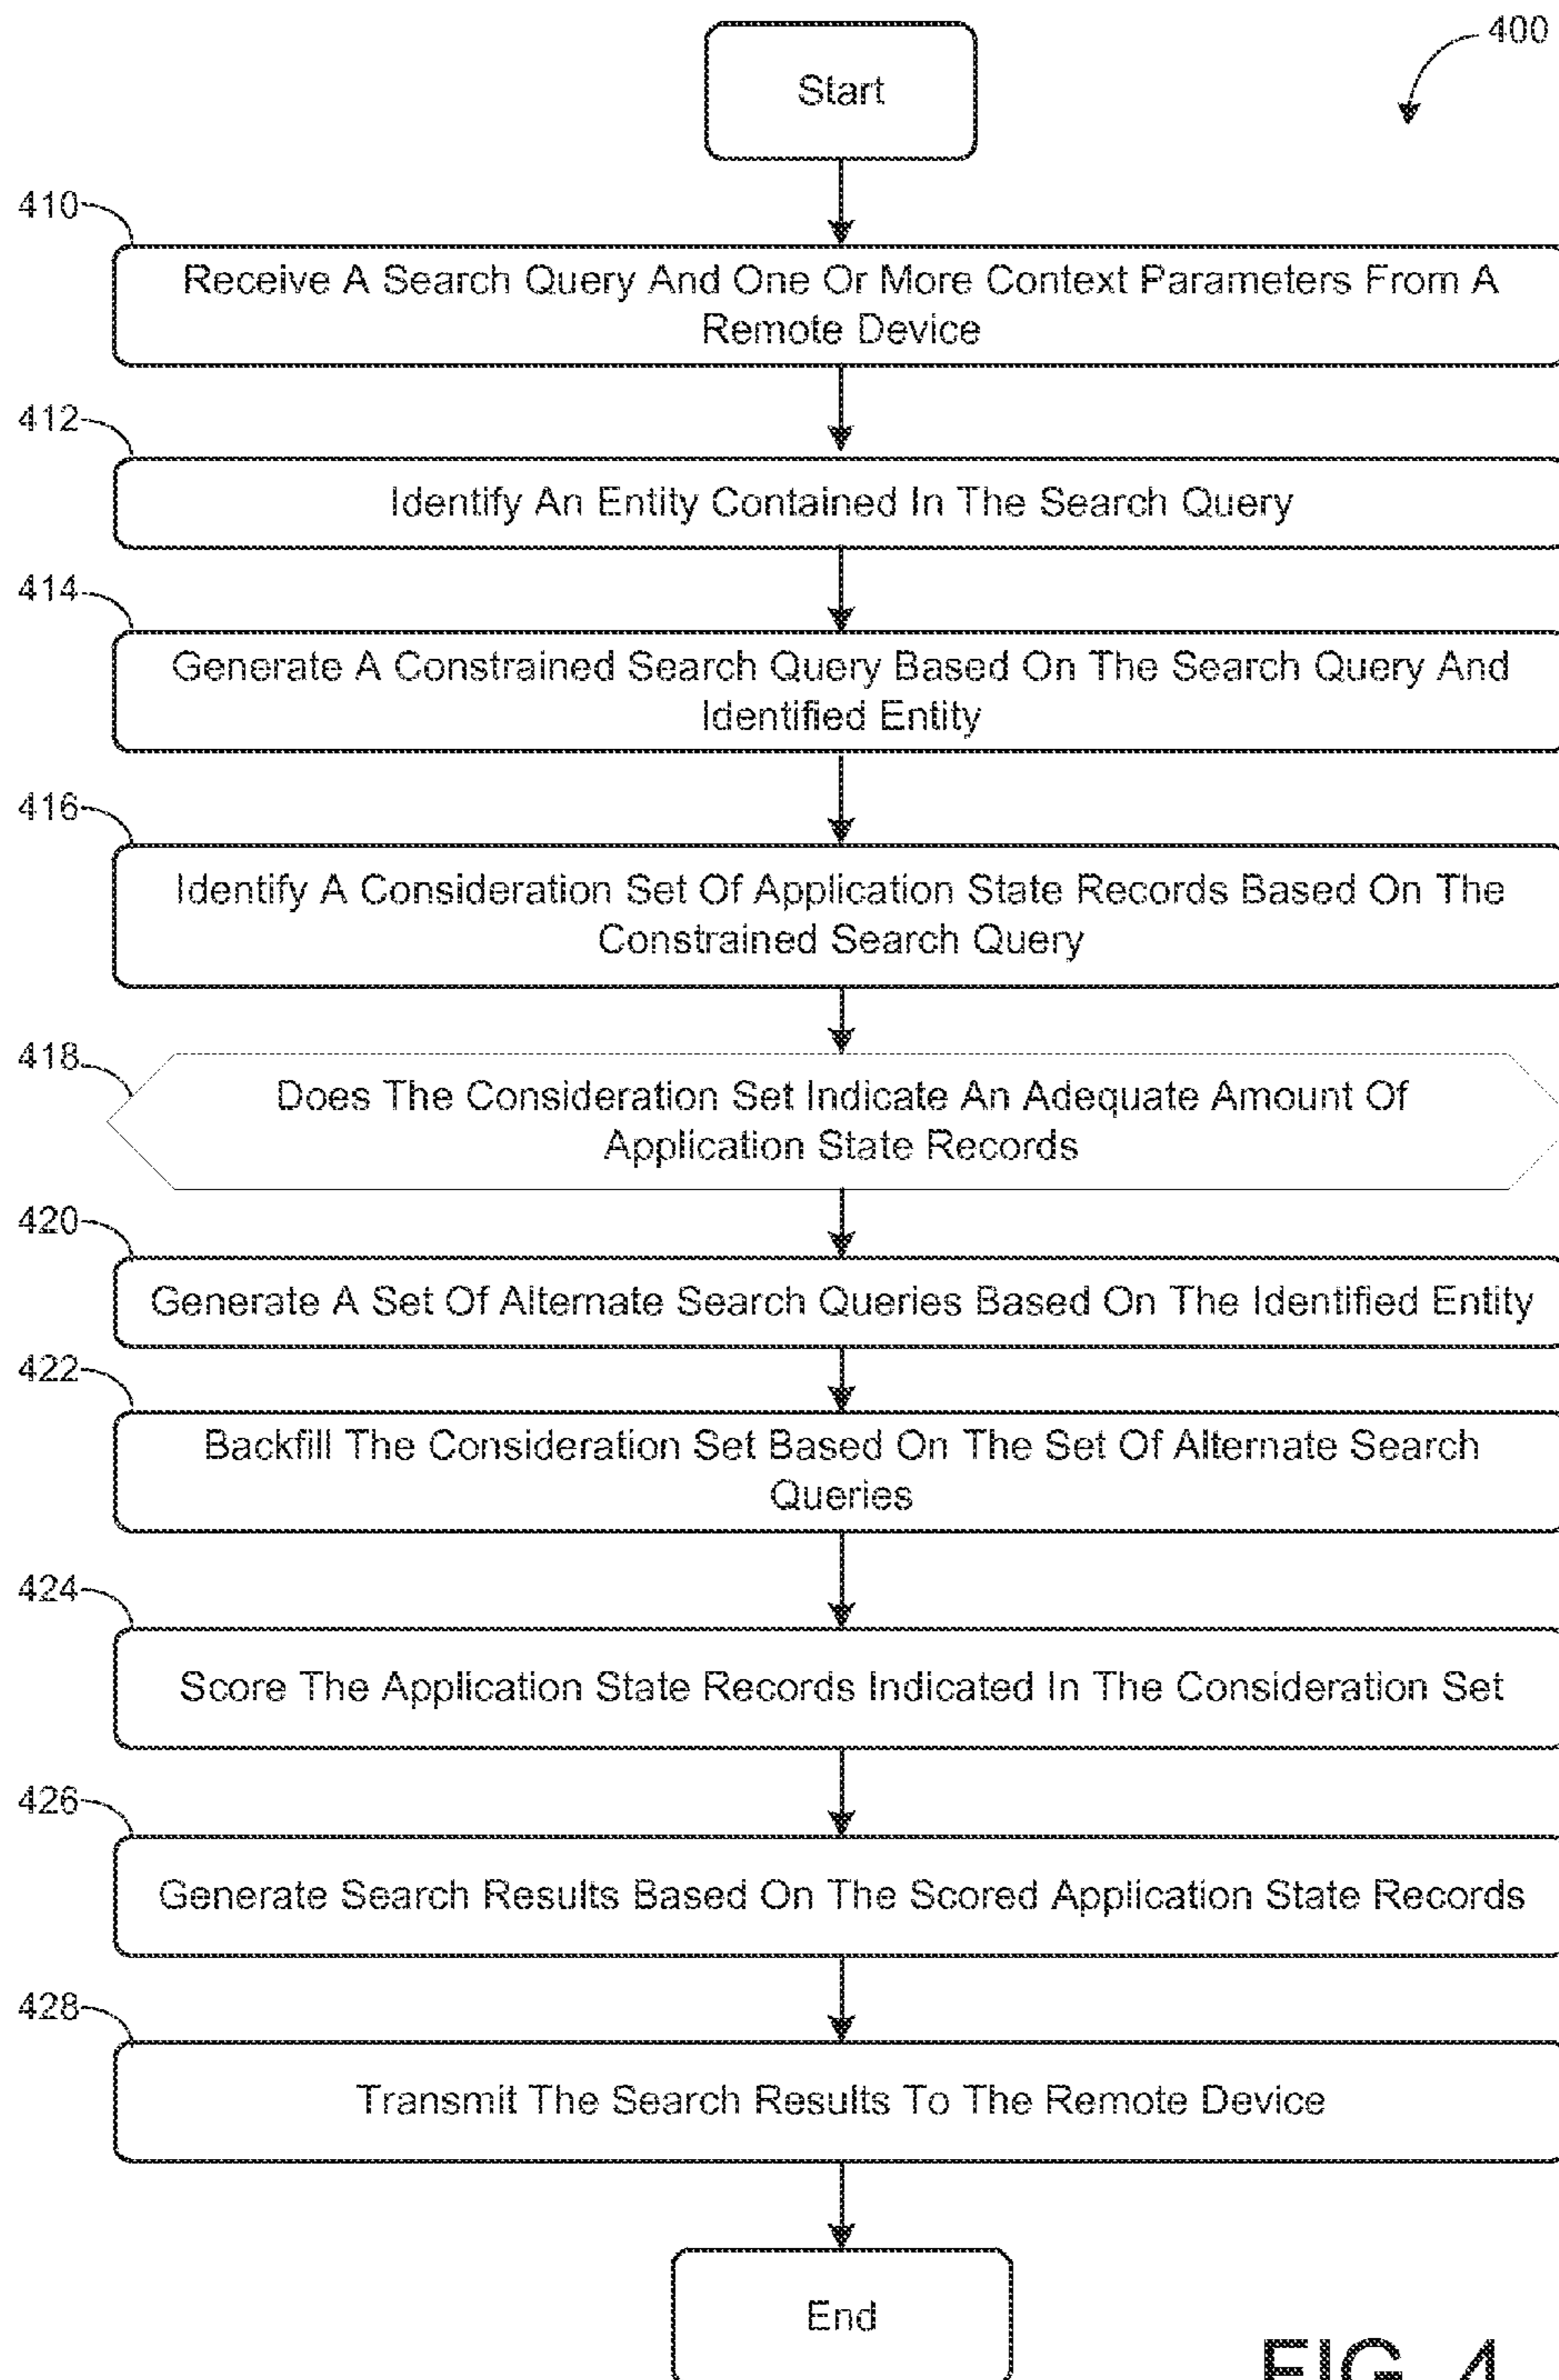 400
Start
410
Receive A Search Query And One Or More Context Parameters From A
Remote Device
412
Identify An Entity Contained In The Search Query
414
Generate A Constrained Search Query Based On The Search Query And
Identified Entity
416
Identify A Consideration Set Of Application State Records Based On The
Constrained Search Query
418
Does The Consideration Set Indicate An Adequate Amount Of
Application State Records
420
Generate A Set Of Alternate Search Queries Based On The Identified Entity
422
Backfill The Consideration Set Based On The Set Of Alternate Search
Queries
424
Score The Application State Records Indicated In The Consideration Set
426
Generate Search Results Based On The Scored Application State Records
428
Transmit The Search Results To The Remote Device
End
FIG. 4